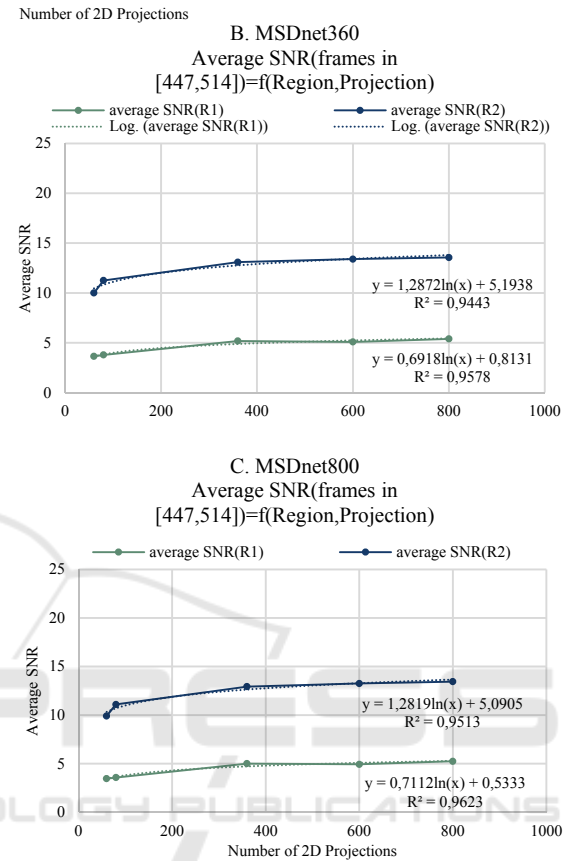 Number of 2D Projections
B. MSDnet360
Average SNR(frames in
[447,514])=f(Region,Projection)
average SNR(R1)
average SNR(R2)
Log. (average SNR(R1))
Log. (average SNR(R2))
25
20
15
10
5
0
Average SNR
y = 1,2872ln(x) + 5,1938
R² = 0,9443
y = 0,6918ln(x) + 0,8131
R² = 0,9578
0 200 400 600 800 1000
C. MSDnet800
Average SNR(frames in
[447,514])=f(Region,Projection)
average SNR(R1)
average SNR(R2)
25
20
15
10
5
0
Average SNR
y = 1,2819ln(x) + 5,0905
R² = 0,9513
y = 0,7112ln(x) + 0,5333
R² = 0,9623
0 200 400 600 800 1000
Number of 2D Projections
PUBLICATIONS